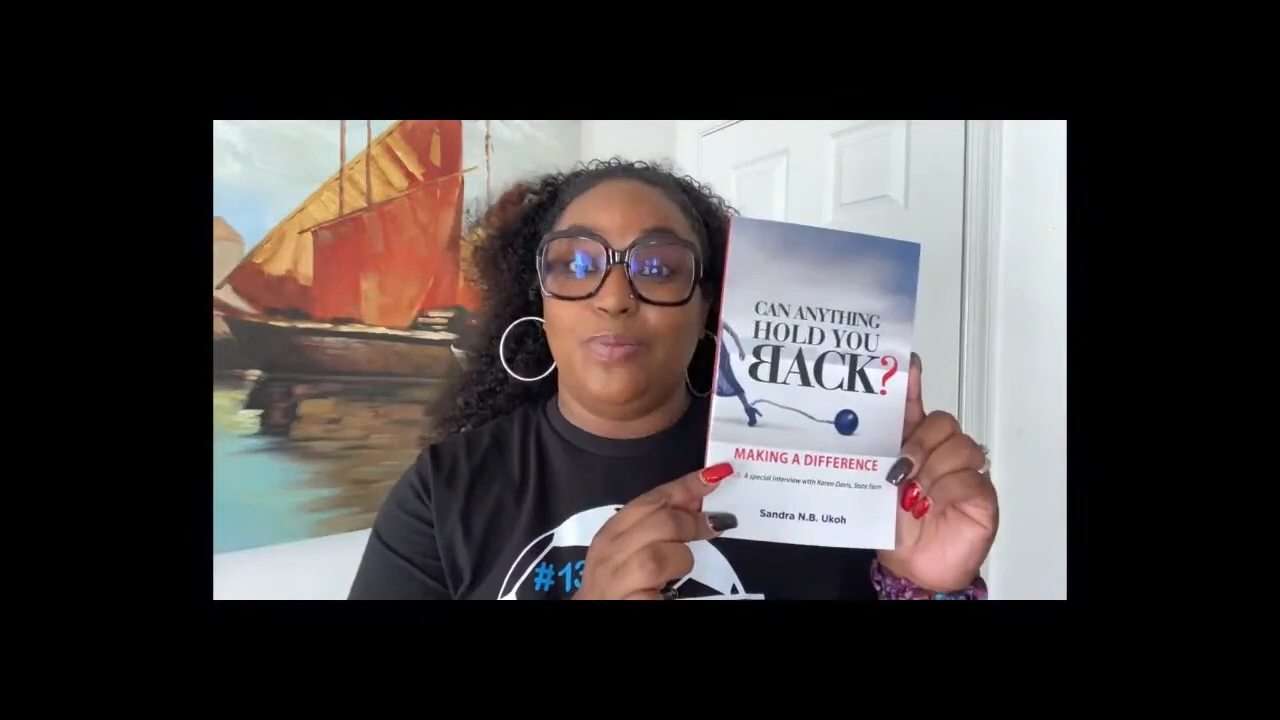 CAN ANYTHING
HOLD YOU
BACK?
MAKING A DIFFERENCE
A special Interview with Karen Davis, State Farm
Sandra N.B. Ukoh
#13